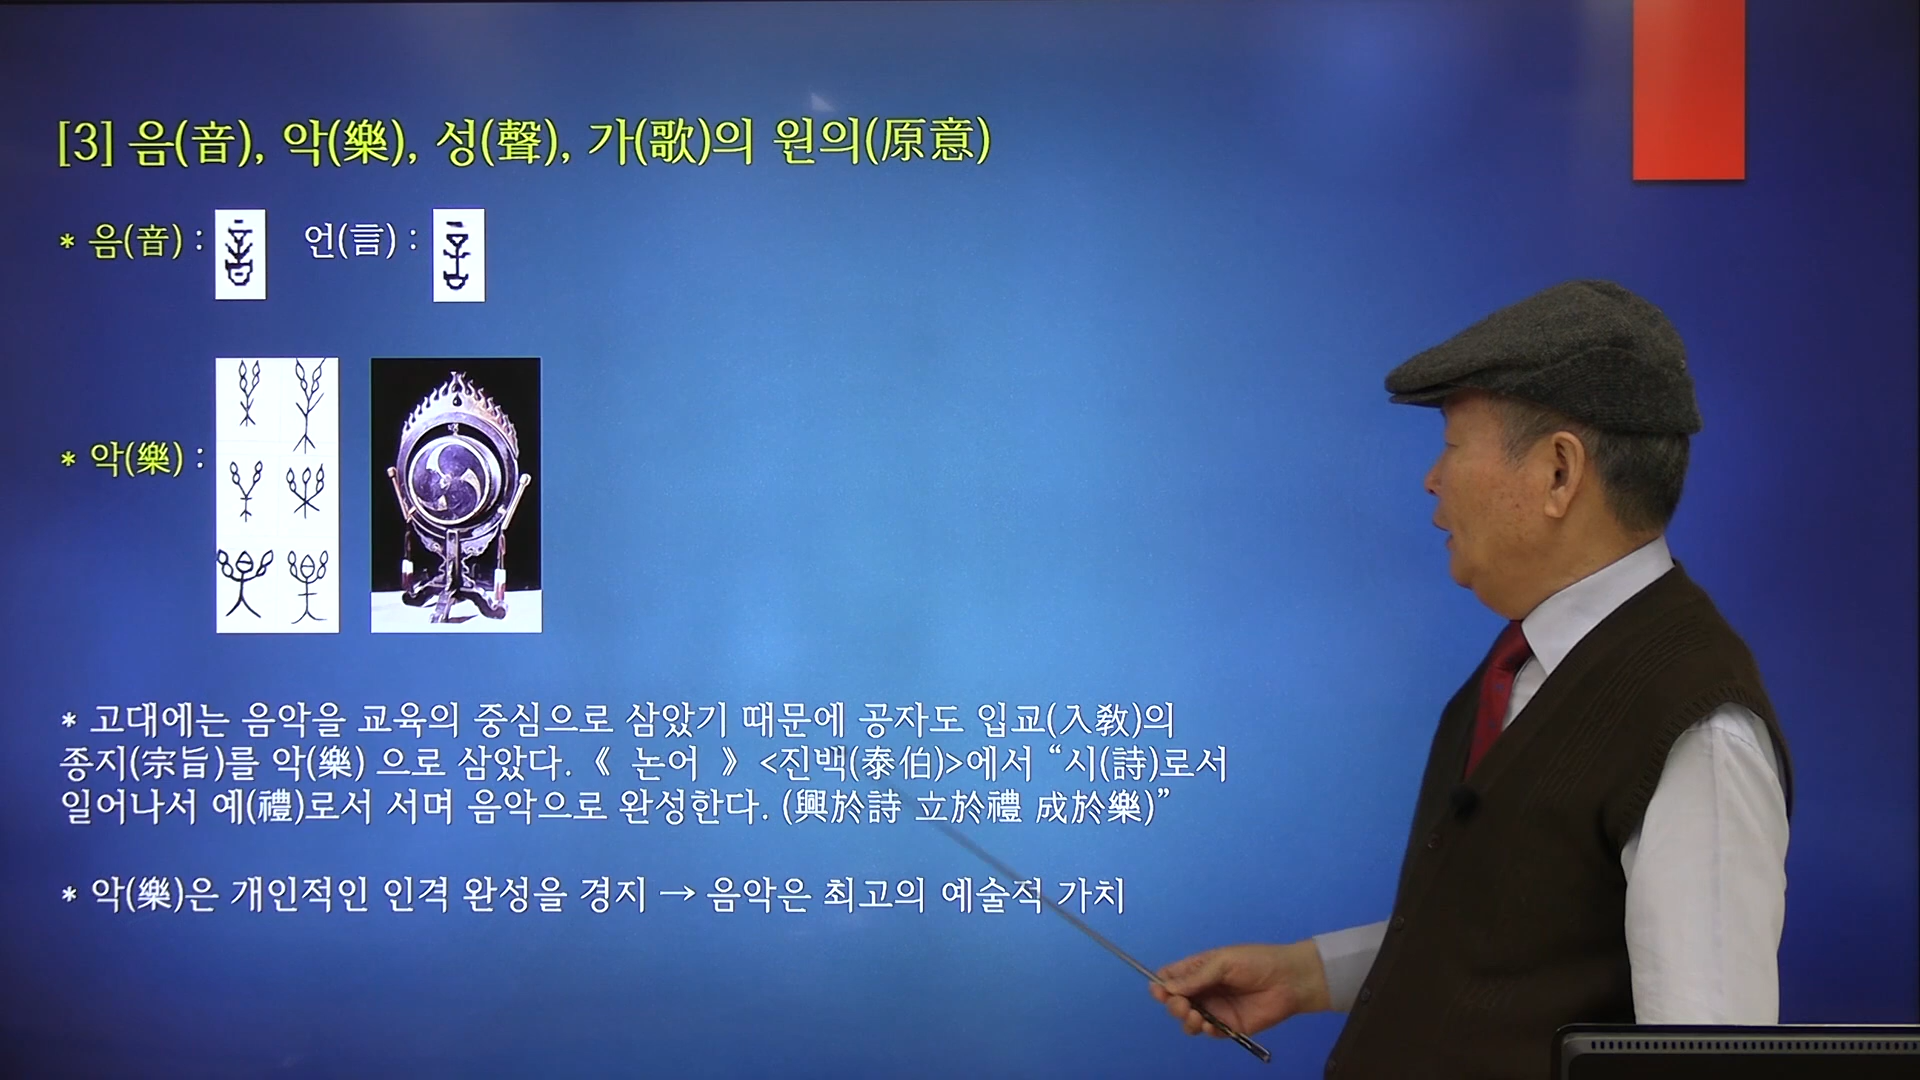 [3] 음(音), 악(樂), 성(聲), 가(歌)의 원의(原意)
* 음(音) : 언(言) :
* 악(樂) :
* 고대에는 음악을 교육의 중심으로 삼았기 때문에 공자도 입교(入敎)의
종지(宗旨)를 악(樂) 으로 삼았다. 《 논어 》 <진백(泰伯)>에서 “시(詩)로서
일어나서 예(禮)로서 서며 음악으로 완성한다. (興於詩 立於禮 成於樂)”
* 악(樂)은 개인적인 인격 완성을 경지 → 음악은 최고의 예술적 가치